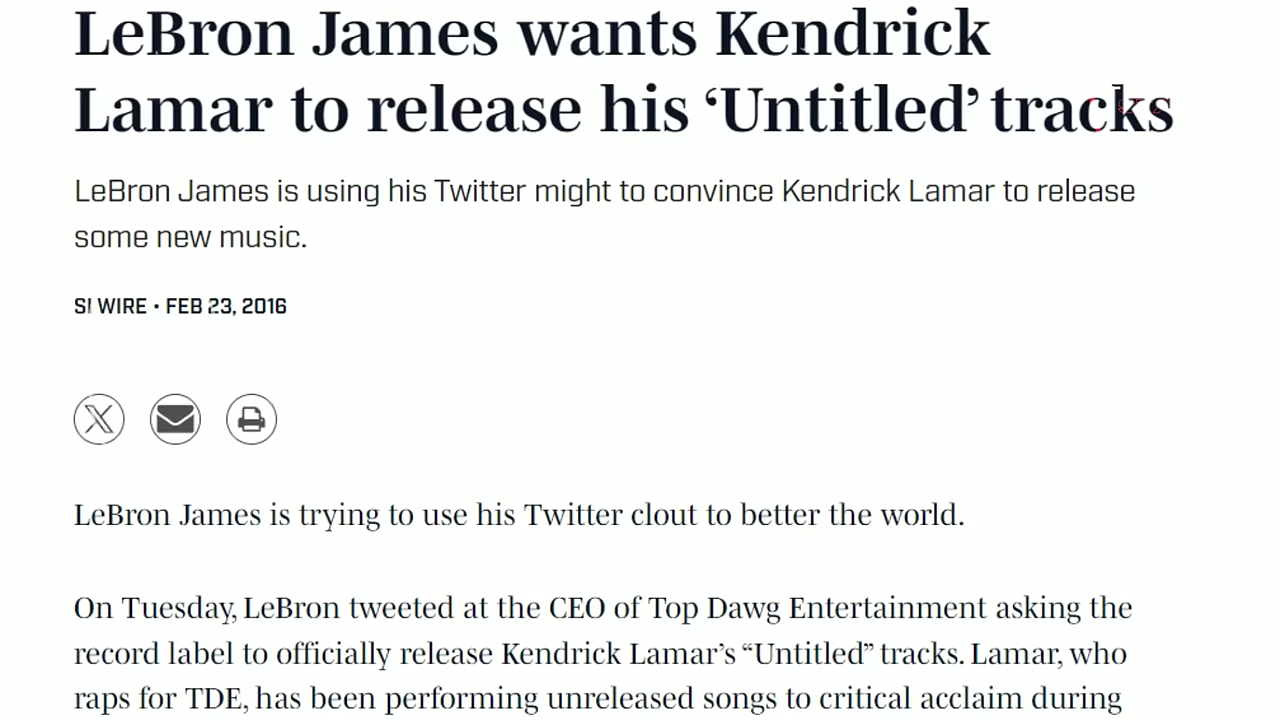 LeBron James wants Kendrick
Lamar to release his ‘Untitled’ tracks
LeBron James is using his Twitter might to convince Kendrick Lamar to release
some new music.
SI WIRE • FEB 23, 2016
LeBron James is trying to use his Twitter clout to better the world.
On Tuesday, LeBron tweeted at the CEO of Top Dawg Entertainment asking the
record label to officially release Kendrick Lamar’s “Untitled” tracks. Lamar, who
raps for TDE, has been performing unreleased songs to critical acclaim during